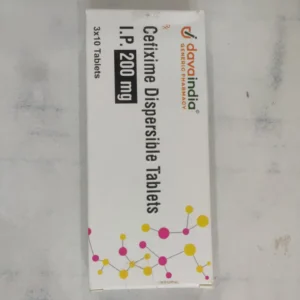 davaindia
GENERIC PHARMACY
Cefixime Dispersible Tablets
I.P. 200 mg
3x10 Tablets